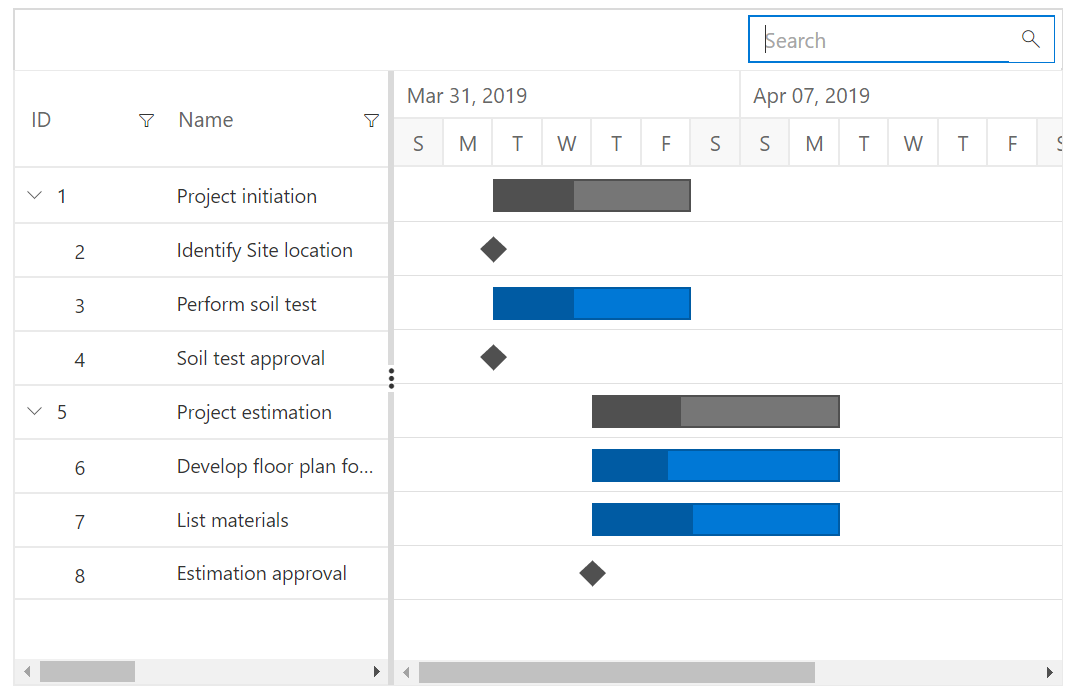 Search
ID Name
Mar 31, 2019 Apr 07, 2019
S M T W T F S S M T W T F S
1 Project initiation
2 Identify Site location
3 Perform soil test
4 Soil test approval
5 Project estimation
6 Develop floor plan fo...
7 List materials
8 Estimation approval